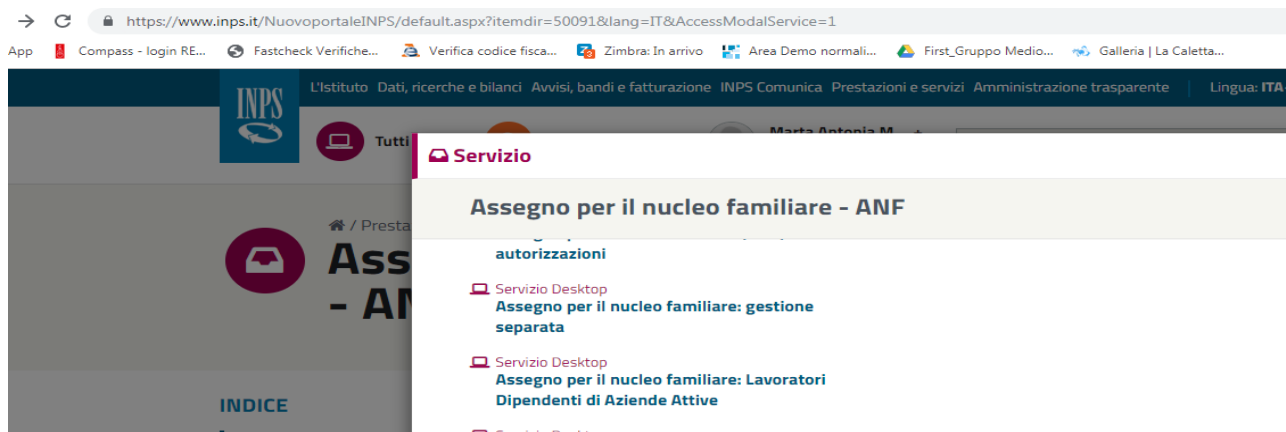 https://www.inps.it/NuovoportaleINPS/default.aspx?itemdir=50091&lang=IT&AccessModalService=1
App Compass - login RE... Fastcheck Verifiche... Verifica codice fisca... Zimbra: In arrivo Area Demo normali... First_Gruppo Medio... Galleria | La Caletta...
INPS
L'Istituto Dati, ricerche e bilanci Avvisi, bandi e fatturazione INPS Comunica Prestazioni e servizi Amministrazione trasparente Lingua: ITA
Tutti
Marta Antonia M
Servizio
Assegno per il nucleo familiare - ANF
/ Presta
Ass
- AN
autorizzazioni
Servizio Desktop
Assegno per il nucleo familiare: gestione
separata
Servizio Desktop
Assegno per il nucleo familiare: Lavoratori
Dipendenti di Aziende Attive
INDICE